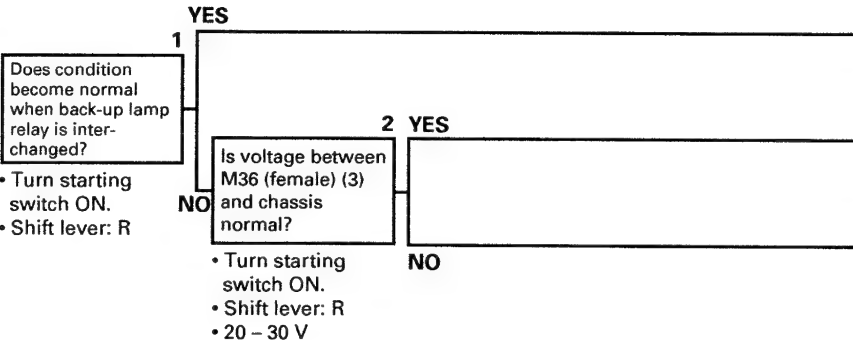 YES
1
Does condition
become normal
when back-up lamp
relay is inter-
changed?
• Turn starting
switch ON.
• Shift lever: R
NO
2 YES
Is voltage between
M36 (female) (3)
and chassis
normal?
• Turn starting
switch ON.
• Shift lever: R
• 20 – 30 V
NO